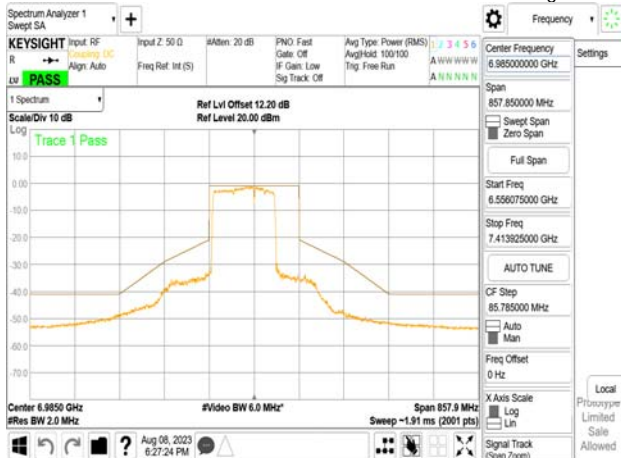 Spectrum Analyzer 1
Swept SA
+
Frequency
KEYSIGHT
R
LU PASS
Input: RF
Coupling: DC
Align: Auto
Input Z: 50 Ω
Freq Ref: Int (S)
#Atten: 20 dB
PNO: Fast
Gate: Off
IF Gain: Low
Sig Track: Off
Avg Type: Power (RMS)
Avg|Hold: 100/100
Trig: Free Run
1 2 3 4 5 6
A W W W W W
A N N N N N
1 Spectrum
Scale/Div 10 dB
Ref Lvl Offset 12.20 dB
Ref Level 20.00 dBm
Log
Trace 1 Pass
10.0
0.00
-10.0
-20.0
-30.0
-40.0
-50.0
-60.0
-70.0
Center 6.9850 GHz
#Res BW 2.0 MHz
#Video BW 6.0 MHz*
Span 857.9 MHz
Sweep ~1.91 ms (2001 pts)
?
Aug 08, 2023
6:27:24 PM
Center Frequency
6.985000000 GHz
Span
857.850000 MHz
Swept Span
Zero Span
Full Span
Start Freq
6.556075000 GHz
Stop Freq
7.413925000 GHz
AUTO TUNE
CF Step
85.785000 MHz
Auto
Man
Freq Offset
0 Hz
X Axis Scale
Log
Lin
Signal Track
(Span Zoom)
Settings
Local
Prototype
Limited
Sale
Allowed